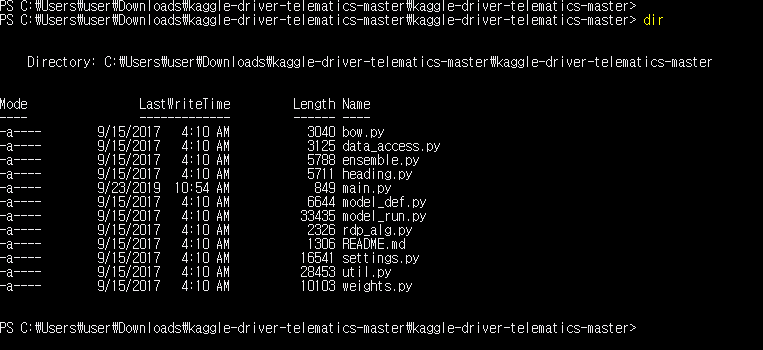 PS C:₩Users₩user₩Downloads₩kaggle-driver-telematics-master₩kaggle-driver-telematics-master>
PS C:₩Users₩user₩Downloads₩kaggle-driver-telematics-master₩kaggle-driver-telematics-master> dir
Directory: C:₩Users₩user₩Downloads₩kaggle-driver-telematics-master₩kaggle-driver-telematics-master
Mode LastWriteTime Length Name
---- ------------- ------ ----
-a---- 9/15/2017 4:10 AM 3040 bow.py
-a---- 9/15/2017 4:10 AM 3125 data_access.py
-a---- 9/15/2017 4:10 AM 5788 ensemble.py
-a---- 9/15/2017 4:10 AM 5711 heading.py
-a---- 9/23/2019 10:54 AM 849 main.py
-a---- 9/15/2017 4:10 AM 6644 model_def.py
-a---- 9/15/2017 4:10 AM 33435 model_run.py
-a---- 9/15/2017 4:10 AM 2326 rdp_alg.py
-a---- 9/15/2017 4:10 AM 1306 README.md
-a---- 9/15/2017 4:10 AM 16541 settings.py
-a---- 9/15/2017 4:10 AM 28453 util.py
-a---- 9/15/2017 4:10 AM 10103 weights.py
PS C:₩Users₩user₩Downloads₩kaggle-driver-telematics-master₩kaggle-driver-telematics-master>